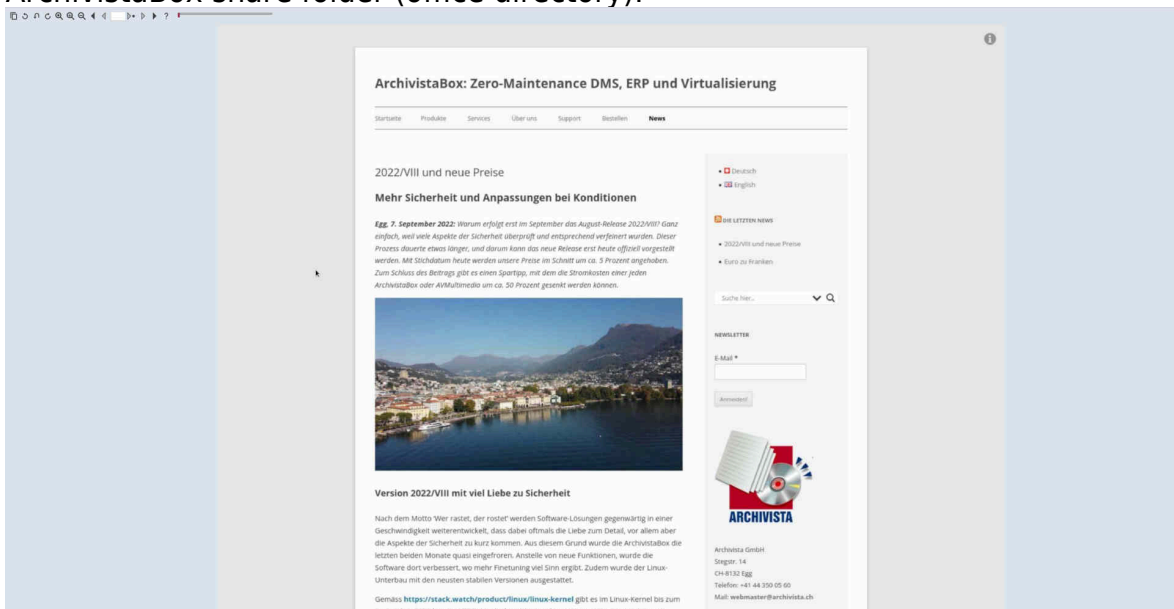 ArchivistaBox share folder (office directory).
?
ArchivistaBox: Zero-Maintenance DMS, ERP und Virtualisierung
Startseite Produkte Services Über uns Support Bestellen News
2022/VIII und neue Preise
Mehr Sicherheit und Anpassungen bei Konditionen
Egg, 7. September 2022: Warum erfolgt erst im September das August-Release 2022/VIII? Ganz
einfach, weil viele Aspekte der Sicherheit überprüft und entsprechend verfeinert wurden. Dieser
Prozess dauerte etwas länger, und darum kann das neue Release erst heute offiziell vorgestellt
werden. Mit Stichdatum heute werden unsere Preise im Schnitt um ca. 5 Prozent angehoben.
Zum Schluss des Beitrags gibt es einen Spartipp, mit dem die Stromkosten einer jeden
ArchivistaBox oder AVMultimedia um ca. 50 Prozent gesenkt werden können.
Version 2022/VIII mit viel Liebe zu Sicherheit
Nach dem Motto 'Wer rastet, der rostet' werden Software-Lösungen gegenwärtig in einer
Geschwindigkeit weiterentwickelt, dass dabei oftmals die Liebe zum Detail, vor allem aber
die Aspekte der Sicherheit zu kurz kommen. Aus diesem Grund wurde die ArchivistaBox die
letzten beiden Monate quasi eingefroren. Anstelle von neue Funktionen, wurde die
Software dort verbessert, wo mehr Finetuning viel Sinn ergibt. Zudem wurde der Linux-
Unterbau mit den neusten stabilen Versionen ausgestattet.
Gemäss https://stack.watch/product/linux/linux-kernel gibt es im Linux-Kernel bis zum
Deutsch
English
DIE LETZTEN NEWS
2022/VIII und neue Preise
Euro zu Franken
Suche hier...
NEWSLETTER
E-Mail *
Anmelden!
ARCHIVISTA
Archivista GmbH
Stegstr. 14
CH-8132 Egg
Telefon: +41 44 350 05 60
Mail: webmaster@archivista.ch